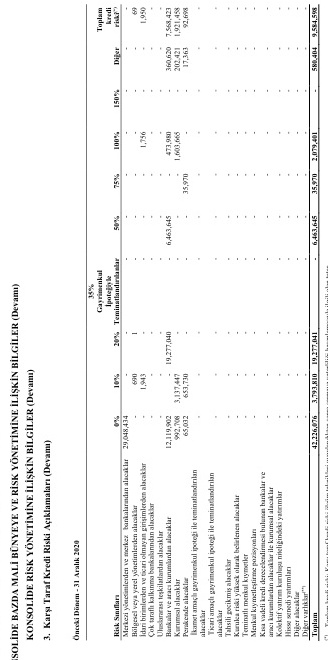 SOLİDE BAZDA MALİ BÜNYEYE VE RİSK YÖNETİMİNE İLİŞKİN BİLGİLER (Devamı)
KONSOLİDE RİSK YÖNETİMİNE İLİŞKİN BİLGİLER (Devamı)
3. Karşı Taraf Kredi Riski Açıklamaları (Devamı)
Önceki Dönem - 31 Aralık 2020
Risk Sınıfları 0% 10% 20% 35% Gayrimenkul İpoteğiyle Teminatlandırılanlar 50% 75% 100% 150% Diğer Toplam kredi riski(*)
Merkezi yönetimlerden ve merkez bankalarından alacaklar 29,048,434 - - - - - - - - -
Bölgesel veya yerel yönetimlerden alacaklar - 690 1 - - - - - - 69
İdari birimlerden ve ticari olmayan girişimlerden alacaklar - 1,943 - - - - 1,756 - - 1,950
Çok taraflı kalkınma bankalarından alacaklar - - - - - - - - - -
Uluslararası teşkilatlardan alacaklar - - - - - - - - - -
Bankalar ve aracı kurumlardan alacaklar 12,119,902 - 19,277,040 - 6,463,645 - 473,980 - 360,620 7,568,423
Kurumsal alacaklar 992,708 3,137,447 - - - - 1,603,665 - 202,421 1,921,458
Perakende alacaklar 65,032 653,730 - - - 35,970 - - 17,363 92,698
İkamet amaçlı gayrimenkul ipoteği ile teminatlandırılan
alacaklar - - - - - - - - - -
Ticari amaçlı gayrimenkul ipoteği ile teminatlandırılan
alacaklar - - - - - - - - - -
Tahsili gecikmiş alacaklar - - - - - - - - - -
Kurulca riski yüksek olarak belirlenen alacaklar - - - - - - - - - -
Teminatlı menkul kıymetler - - - - - - - - - -
Menkul kıymetleştirme pozisyonları - - - - - - - - - -
Kısa vadeli kredi derecelendirmesi bulunan bankalar ve
aracı kurumlardan alacaklar ile kurumsal alacaklar - - - - - - - - - -
Kolektif yatırım kuruluşu niteliğindeki yatırımlar - - - - - - - - - -
Hisse senedi yatırımları - - - - - - - - - -
Diğer alacaklar - - - - - - - - - -
Diğer varlıklar(**) - - - - - - - - - -
Toplam 42,226,076 3,793,810 19,277,041 - 6,463,645 35,970 2,079,401 - 580,404 9,584,598